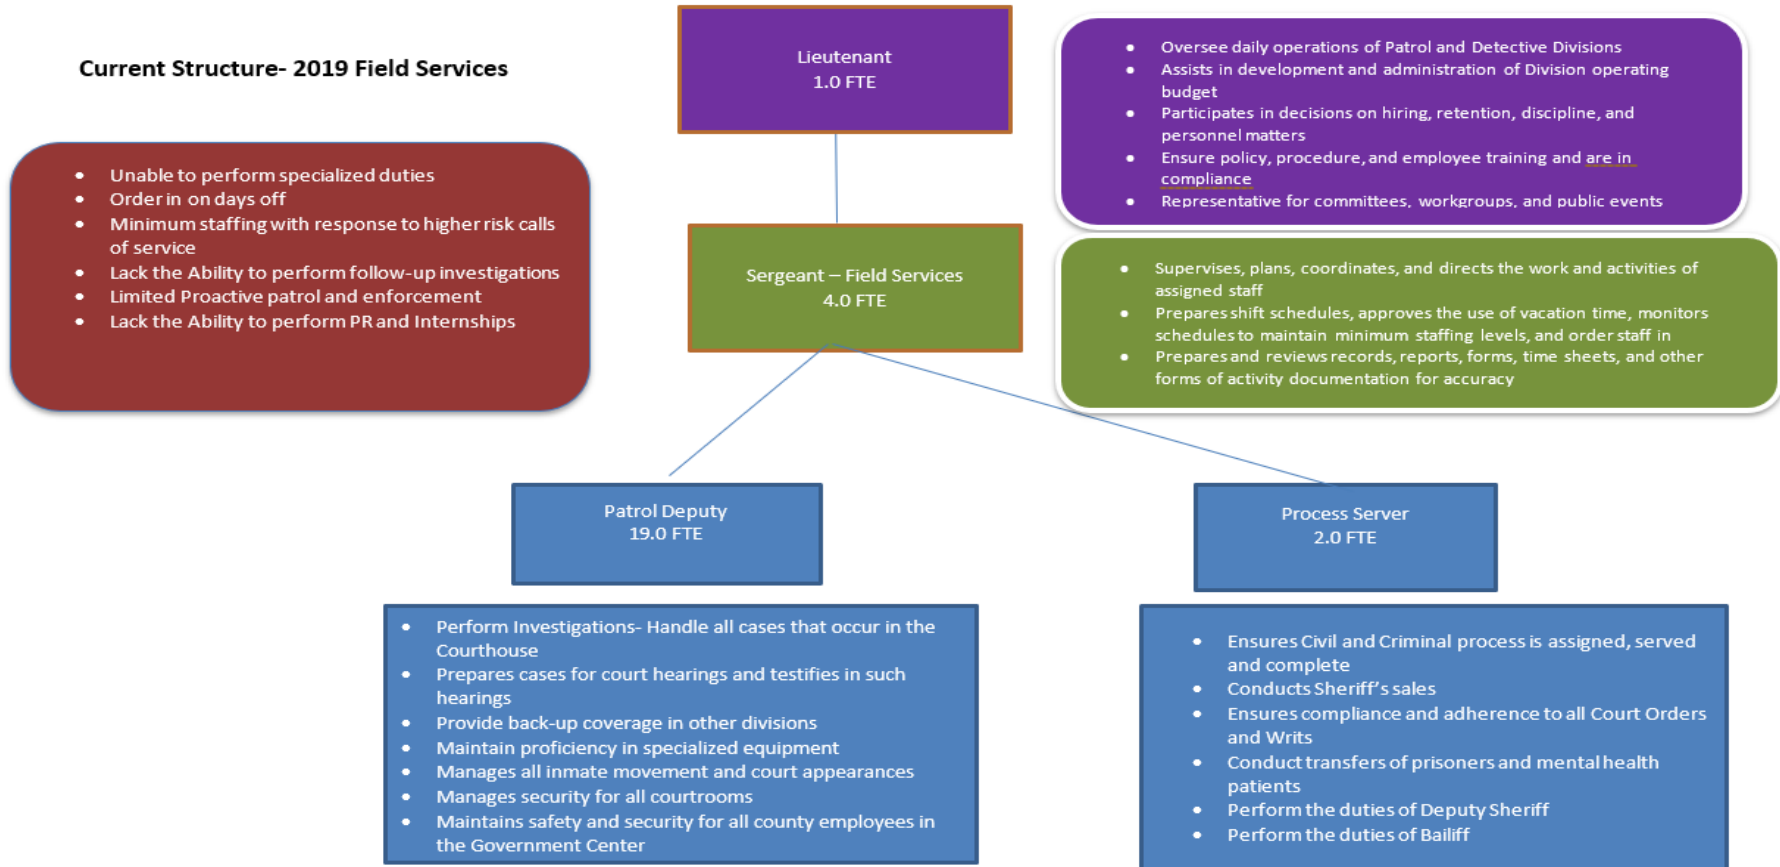 Current Structure- 2019 Field Services
Lieutenant
1.0 FTE
• Oversee daily operations of Patrol and Detective Divisions
• Assists in development and administration of Division operating
budget
• Participates in decisions on hiring, retention, discipline, and
personnel matters
• Ensure policy, procedure, and employee training and are in
compliance
• Representative for committees, workgroups, and public events
• Unable to perform specialized duties
• Order in on days off
• Minimum staffing with response to higher risk calls
of service
• Lack the Ability to perform follow-up investigations
• Limited Proactive patrol and enforcement
• Lack the Ability to perform PR and Internships
Sergeant – Field Services
4.0 FTE
• Supervises, plans, coordinates, and directs the work and activities of
assigned staff
• Prepares shift schedules, approves the use of vacation time, monitors
schedules to maintain minimum staffing levels, and order staff in
• Prepares and reviews records, reports, forms, time sheets, and other
forms of activity documentation for accuracy
Patrol Deputy
19.0 FTE
Process Server
2.0 FTE
• Perform Investigations- Handle all cases that occur in the
Courthouse
• Prepares cases for court hearings and testifies in such
hearings
• Provide back-up coverage in other divisions
• Maintain proficiency in specialized equipment
• Manages all inmate movement and court appearances
• Manages security for all courtrooms
• Maintains safety and security for all county employees in
the Government Center
• Ensures Civil and Criminal process is assigned, served
and complete
• Conducts Sheriff’s sales
• Ensures compliance and adherence to all Court Orders
and Writs
• Conduct transfers of prisoners and mental health
patients
• Perform the duties of Deputy Sheriff
• Perform the duties of Bailiff